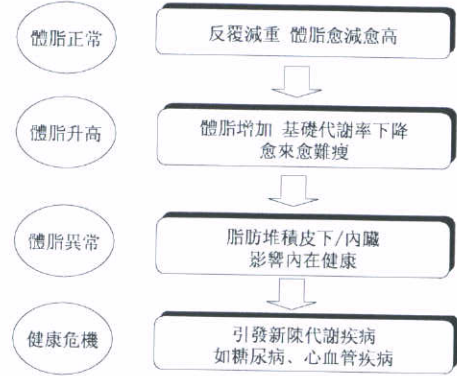 體脂正常
反覆減重 體脂愈減愈高
體脂升高
體脂增加 基礎代謝率下降
愈來愈難瘦
體脂異常
脂肪堆積皮下/內臟
影響內在健康
健康危機
引發新陳代謝疾病
如糖尿病、心血管疾病